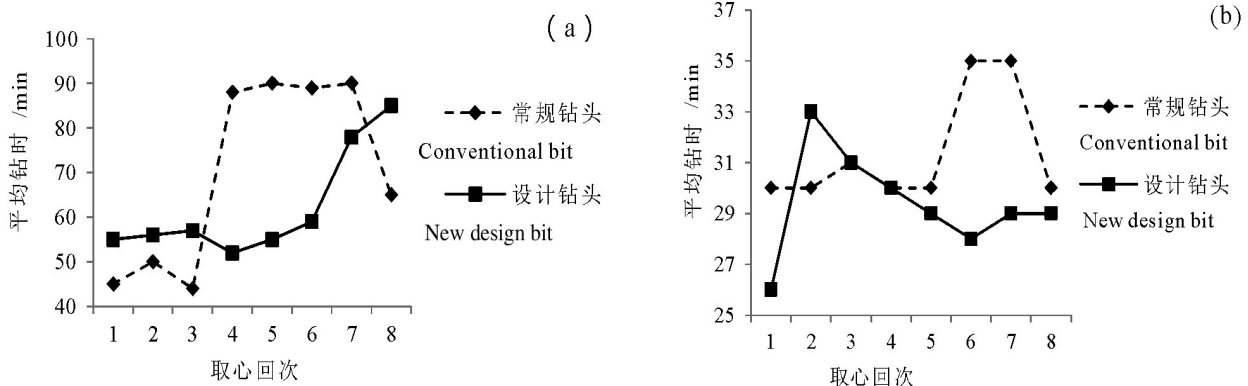 (a)
100
90
80
70
60
50
40
平均钻时 /min
1 2 3 4 5 6 7 8
取心回次
常规钻头
Conventional bit
设计钻头
New design bit
(b)
37
35
33
31
29
27
25
平均钻时 /min
1 2 3 4 5 6 7 8
取心回次
常规钻头
Conventional bit
设计钻头
New design bit